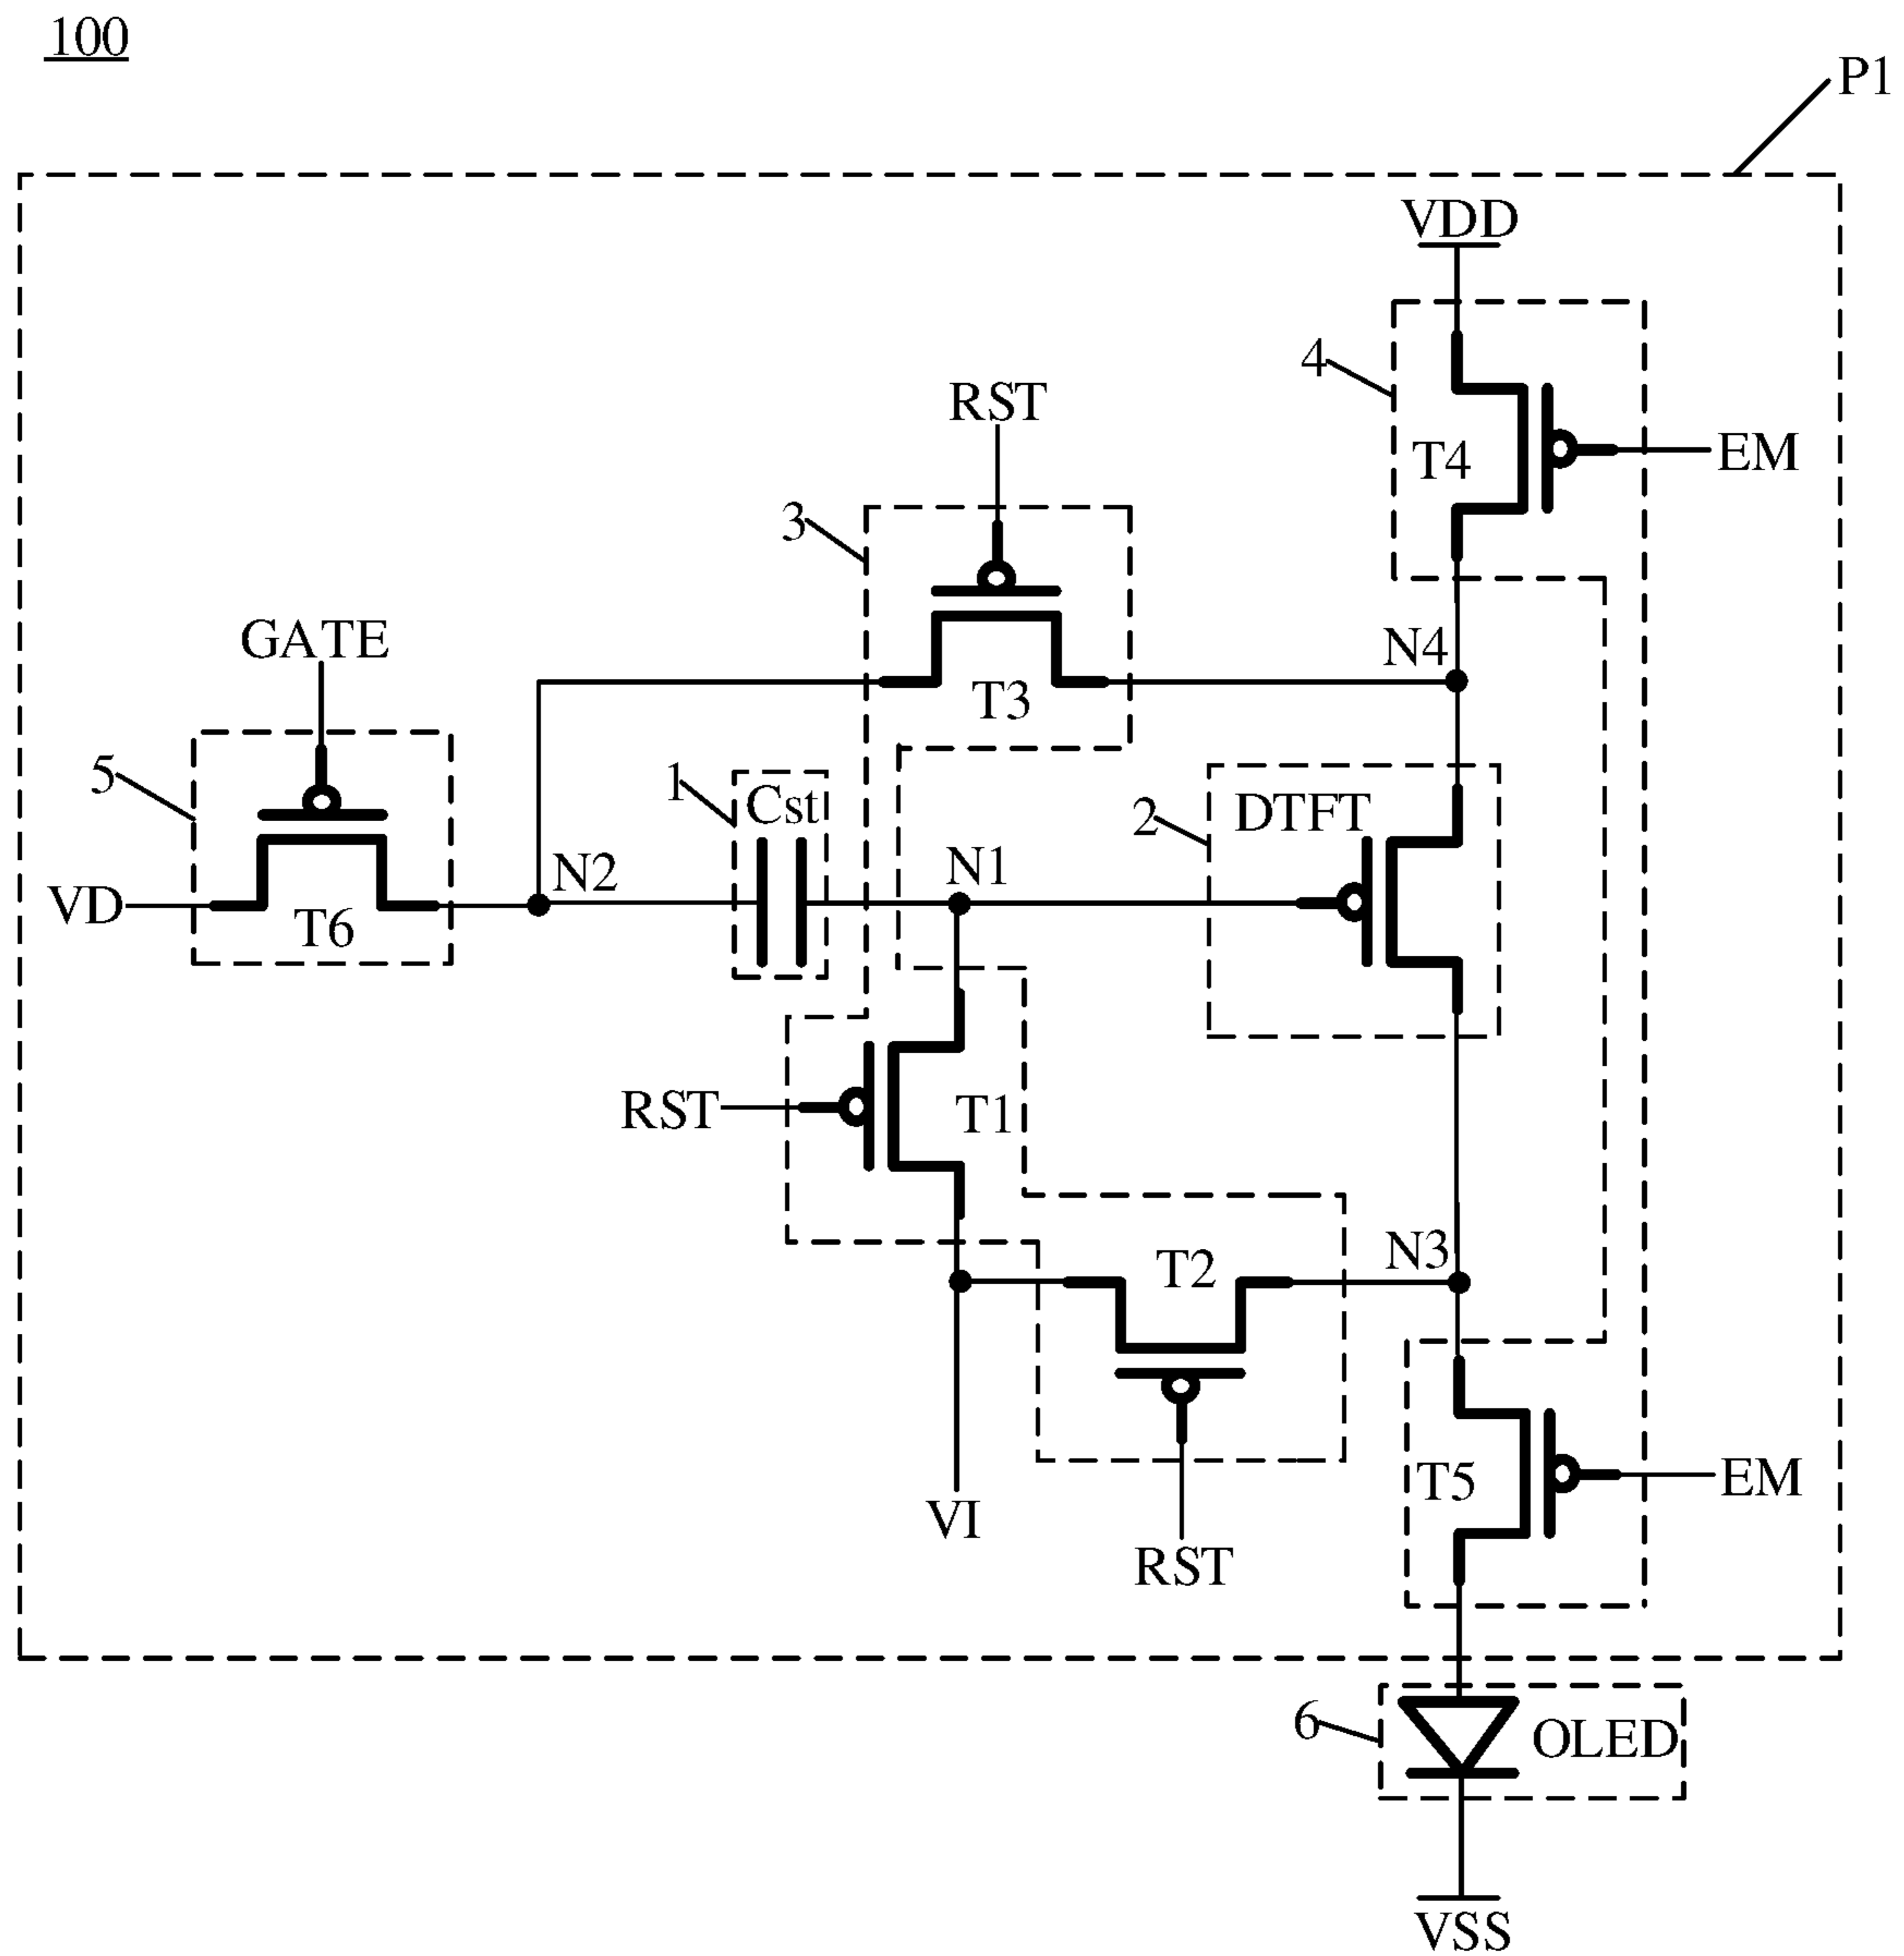 100
P1
VDD
4
RST
T4
EM
3
GATE
N4
T3
5
1
Cst
2
DTFT
N2
N1
VD
T6
RST
T1
N3
T2
T5
EM
VI
RST
6
OLED
VSS